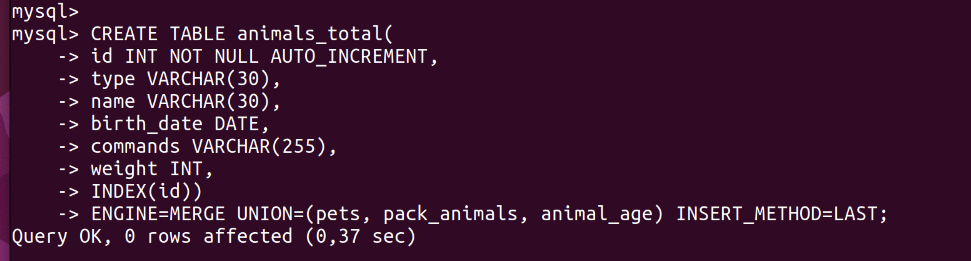 mysql>
mysql> CREATE TABLE animals_total(
    -> id INT NOT NULL AUTO_INCREMENT,
    -> type VARCHAR(30),
    -> name VARCHAR(30),
    -> birth_date DATE,
    -> commands VARCHAR(255),
    -> weight INT,
    -> INDEX(id))
    -> ENGINE=MERGE UNION=(pets, pack_animals, animal_age) INSERT_METHOD=LAST;
Query OK, 0 rows affected (0,37 sec)